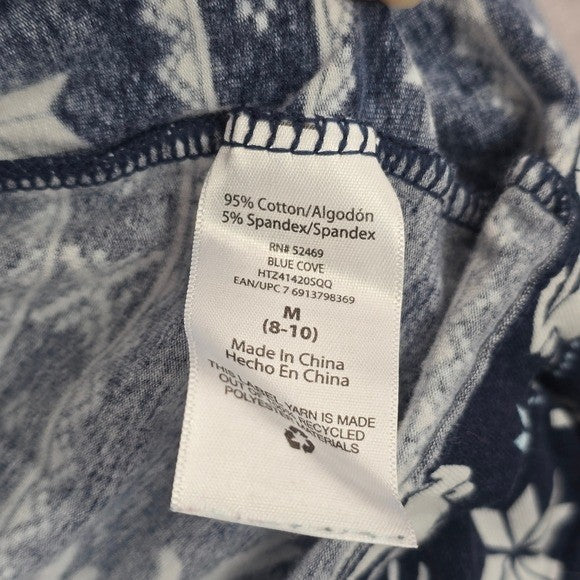 95% Cotton/Algodón
5% Spandex/Spandex
RN# 52469
BLUE COVE
HTZ41420SQQ
EAN/UPC 7 6913798369
M
(8-10)
Made In China
Hecho En China
THIS LABEL YARN IS MADE
OUT OF RECYCLED
POLYESTER MATERIALS